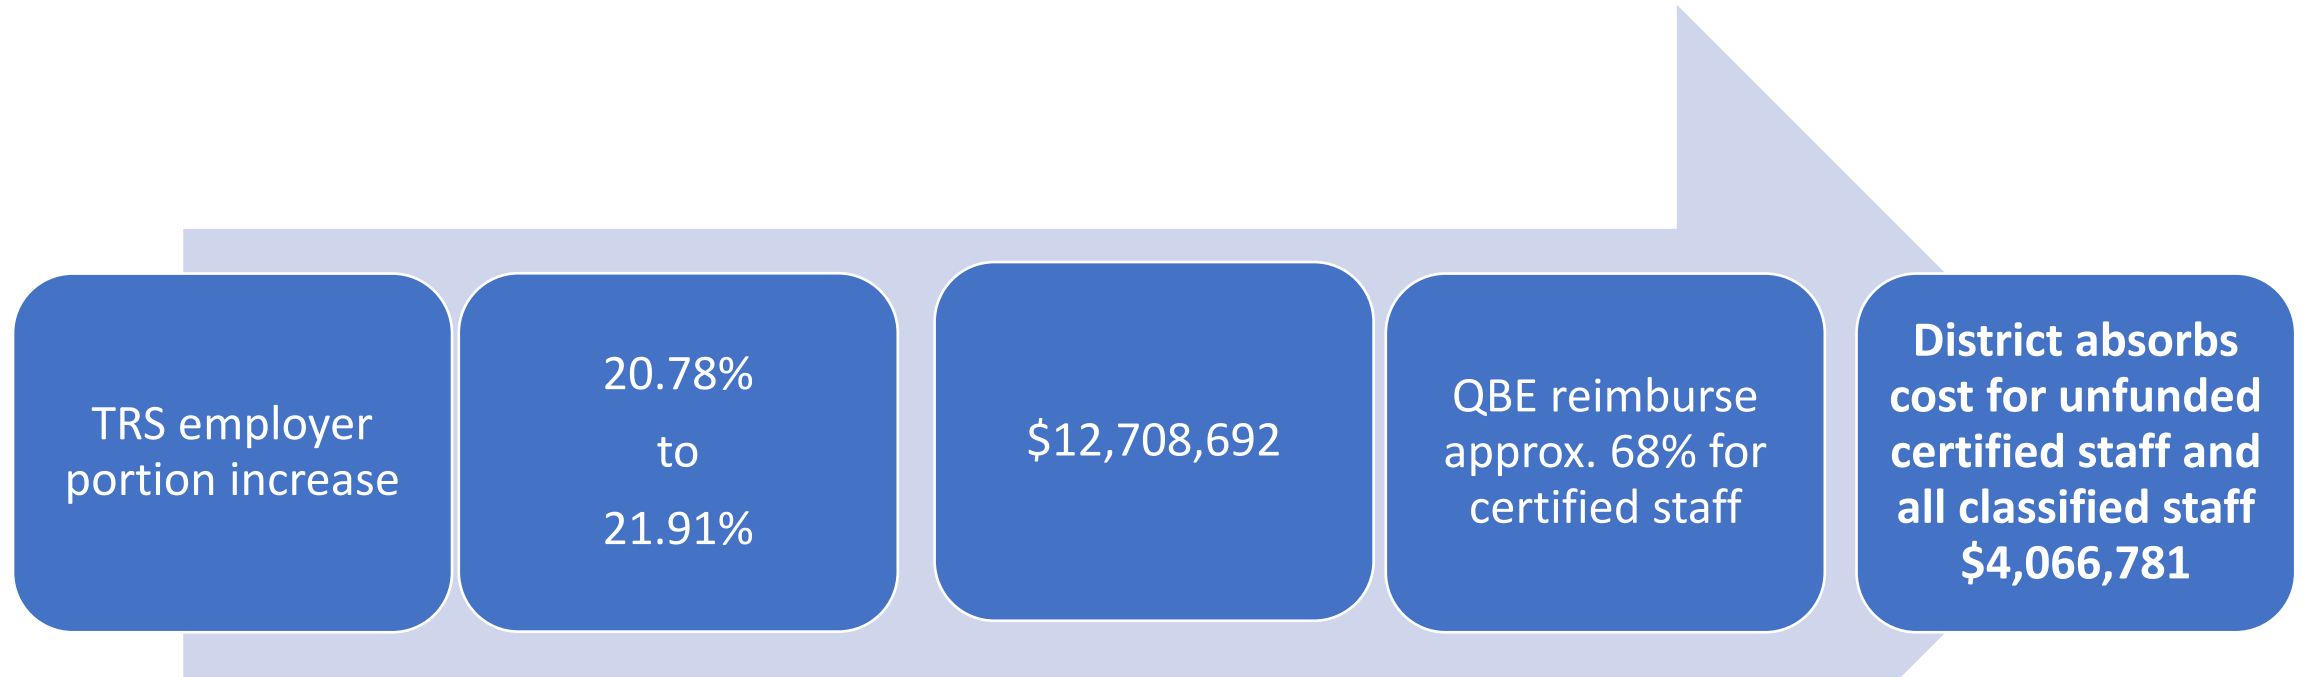 TRS employer
portion increase
20.78%
to
21.91%
$12,708,692
QBE reimburse
approx. 68% for
certified staff
District absorbs
cost for unfunded
certified staff and
all classified staff
$4,066,781